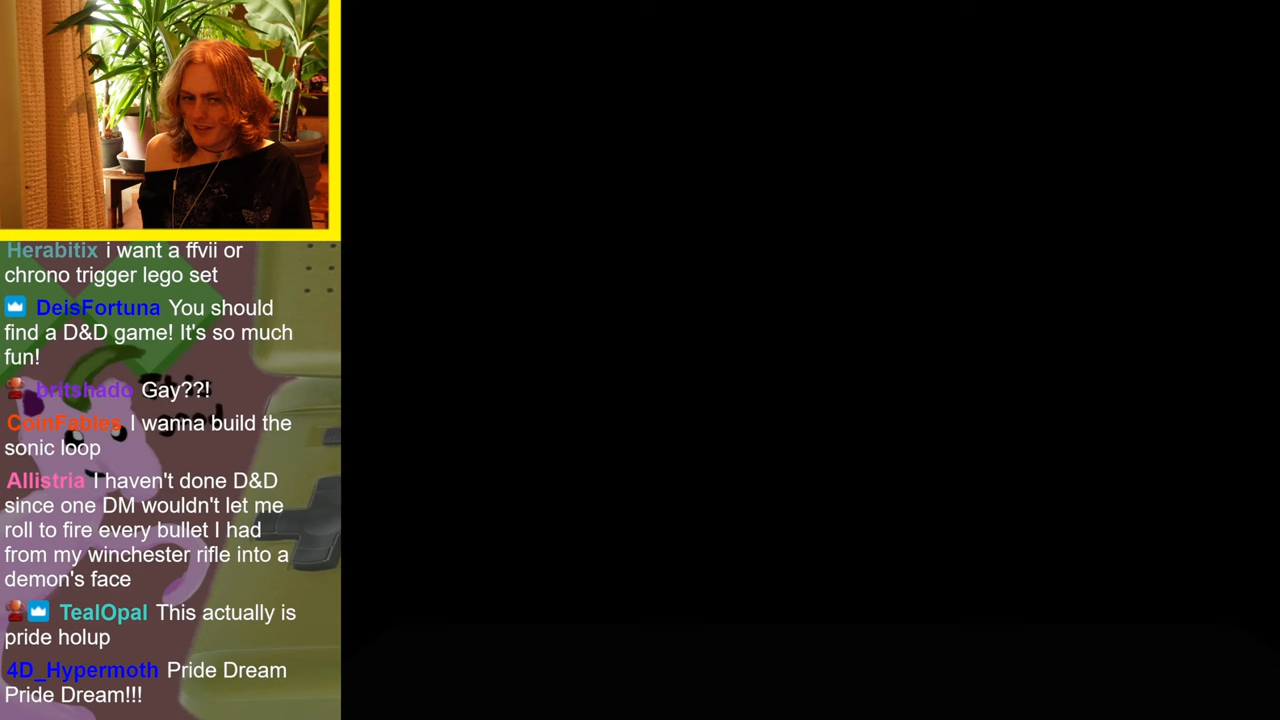 Herabitix i want a ffvii or
chrono trigger lego set
DeisFortuna You should
find a D&D game! It's so much
fun!
britshado Gay??!
CoinFables I wanna build the
sonic loop
Allistria I haven't done D&D
since one DM wouldn't let me
roll to fire every bullet I had
from my winchester rifle into a
demon's face
TealOpal This actually is
pride holup
4D_Hypermoth Pride Dream
Pride Dream!!!